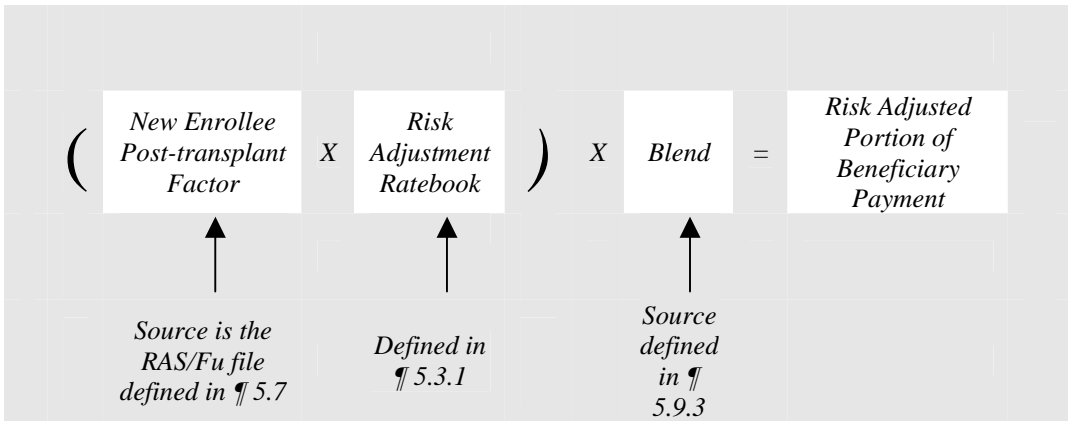 ( New Enrollee Post-transplant Factor X Risk Adjustment Ratebook ) X Blend = Risk Adjusted Portion of Beneficiary Payment
Source is the
RAS/Fu file
defined in ¶ 5.7
Defined in
¶ 5.3.1
Source
defined
in ¶
5.9.3